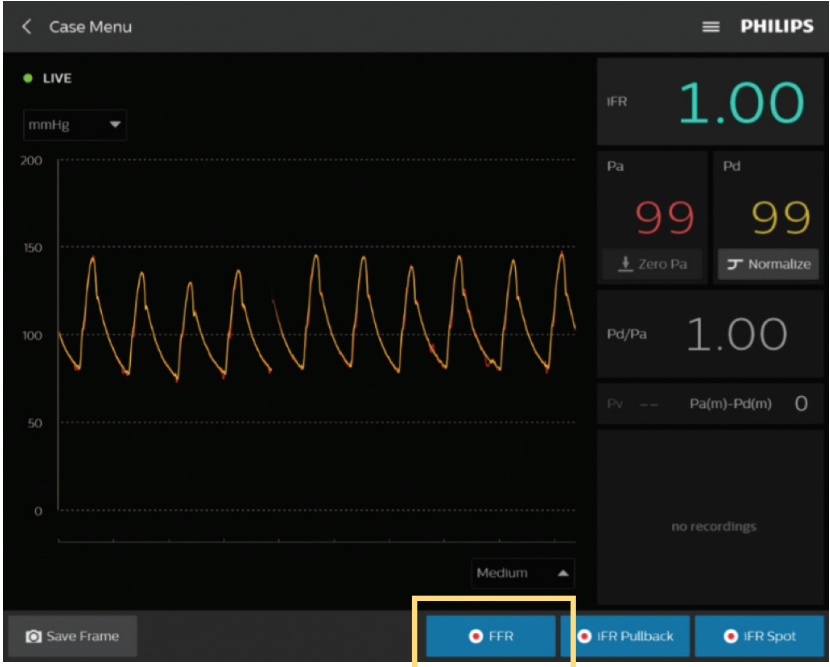 Case Menu
PHILIPS
LIVE
mmHg
200
150
100
50
0
Medium
iFR 1.00
Pa
99
Zero Pa
Pd
99
Normalize
Pd/Pa 1.00
Pv -- Pa(m)-Pd(m) 0
no recordings
Save Frame
FFR
iFR Pullback
iFR Spot